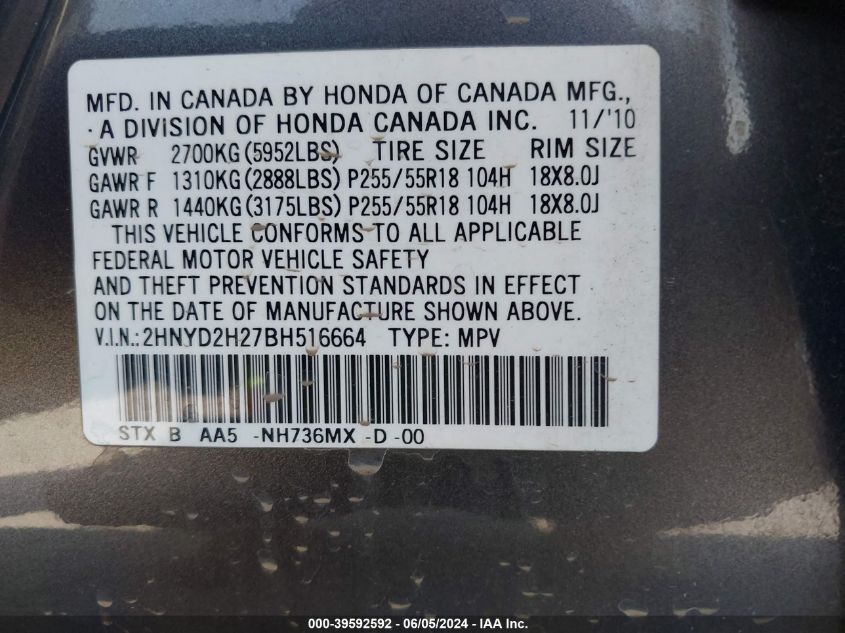 MFD. IN CANADA BY HONDA OF CANADA MFG.,
A DIVISION OF HONDA CANADA INC. 11/'10
GVWR 2700KG(5952LBS) TIRE SIZE RIM SIZE
GAWR F 1310KG(2888LBS) P255/55R18 104H 18X8.0J
GAWR R 1440KG(3175LBS) P255/55R18 104H 18X8.0J
THIS VEHICLE CONFORMS TO ALL APPLICABLE
FEDERAL MOTOR VEHICLE SAFETY
AND THEFT PREVENTION STANDARDS IN EFFECT
ON THE DATE OF MANUFACTURE SHOWN ABOVE.
V.I.N.:2HNYD2H27BH516664 TYPE: MPV
STX B AA5 -NH736MX -D -00
000-39592592 - 06/05/2024 - IAA Inc.